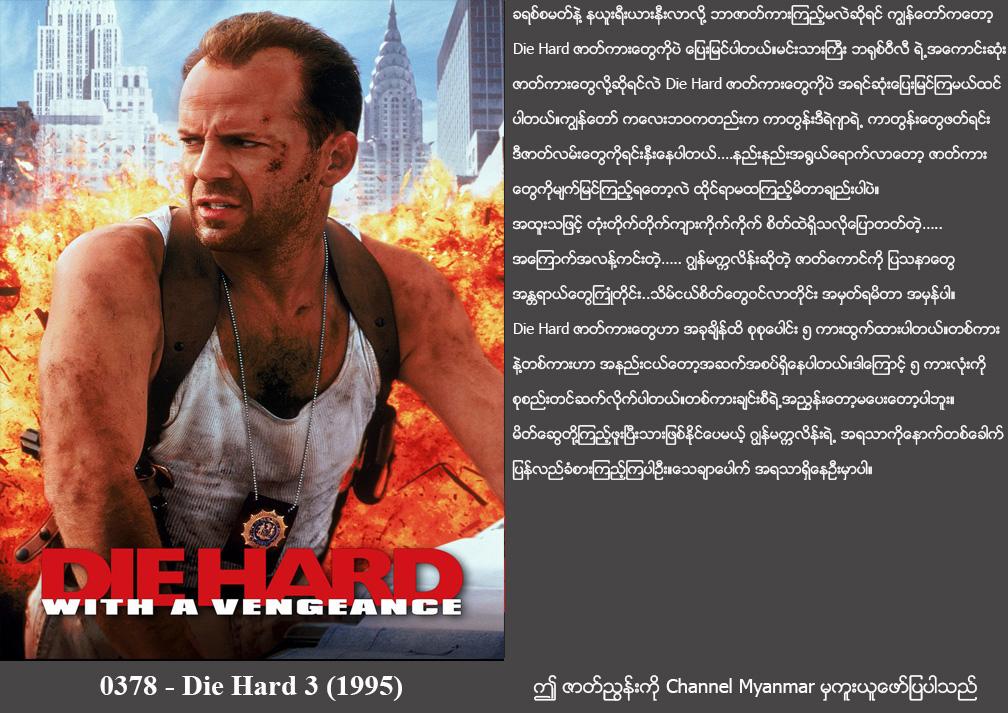 ခရစ်စမတ်နဲ့ နယူးရီးယားနီးလာလို့ ဘာဇာတ်ကားကြည့်မလဲဆိုရင် ကျွန်တော်ကတော့
Die Hard ဇာတ်ကားတွေကိုပဲ ပြေးမြင်ပါတယ်။မင်းသားကြီး ဘရုစ်ဝီလီ ရဲ့အကောင်းဆုံး
ဇာတ်ကားတွေလို့ဆိုရင်လဲ Die Hard ဇာတ်ကားတွေကိုပဲ အရင်ဆုံးပြေးမြင်ကြမယ်ထင်
ပါတယ်။ကျွန်တော် ကလေးဘဝကတည်းက ကာတွန်းဒီရဲဂျာရဲ့ ကာတွန်းတွေဖတ်ရင်း
ဒီဇာတ်လမ်းတွေကိုရင်းနှီးနေပါတယ်....နည်းနည်းအရွယ်ရောက်လာတော့ ဇာတ်ကား
တွေကိုမျက်မြင်ကြည့်ရတော့လဲ ထိုင်ရာမထကြည့်မိတာချည်းပါပဲ။
အထူးသဖြင့် တုံးတိုက်တိုက်ကျားကိုက်ကိုက် စိတ်ထဲရှိသလိုပြောတတ်တဲ့.....
အကြောက်အလန့်ကင်းတဲ့..... ဂျွန်မက္ကလိန်းဆိုတဲ့ ဇာတ်ကောင်ကို ပြသနာတွေ
အန္တရာယ်တွေကြုံတိုင်း..သိမ်ငယ်စိတ်တွေဝင်လာတိုင်း အမှတ်ရမိတာ အမှန်ပါ။
Die Hard ဇာတ်ကားတွေဟာ အခုချိန်ထိ စုစုပေါင်း ၅ ကားထွက်ထားပါတယ်။တစ်ကား
နဲ့တစ်ကားဟာ အနည်းငယ်တော့အဆက်အစပ်ရှိနေပါတယ်။ဒါကြောင့် ၅ ကားလုံးကို
စုစည်းတင်ဆက်လိုက်ပါတယ်။တစ်ကားချင်းစီရဲ့အညွှန်းတော့မပေးတော့ပါဘူး။
မိတ်ဆွေတို့ကြည့်ဖူးပြီးသားဖြစ်နိုင်ပေမယ့် ဂျွန်မက္ကလိန်းရဲ့ အရသာကိုနောက်တစ်ခေါက်
ပြန်လည်ခံစားကြည့်ကြပါဦး။သေချာပေါက် အရသာရှိနေဦးမှာပါ။
DIE HARD
WITH A VENGEANCE
0378 - Die Hard 3 (1995)
ဤ ဇာတ်ညွှန်းကို Channel Myanmar မှကူးယူဖော်ပြပါသည်